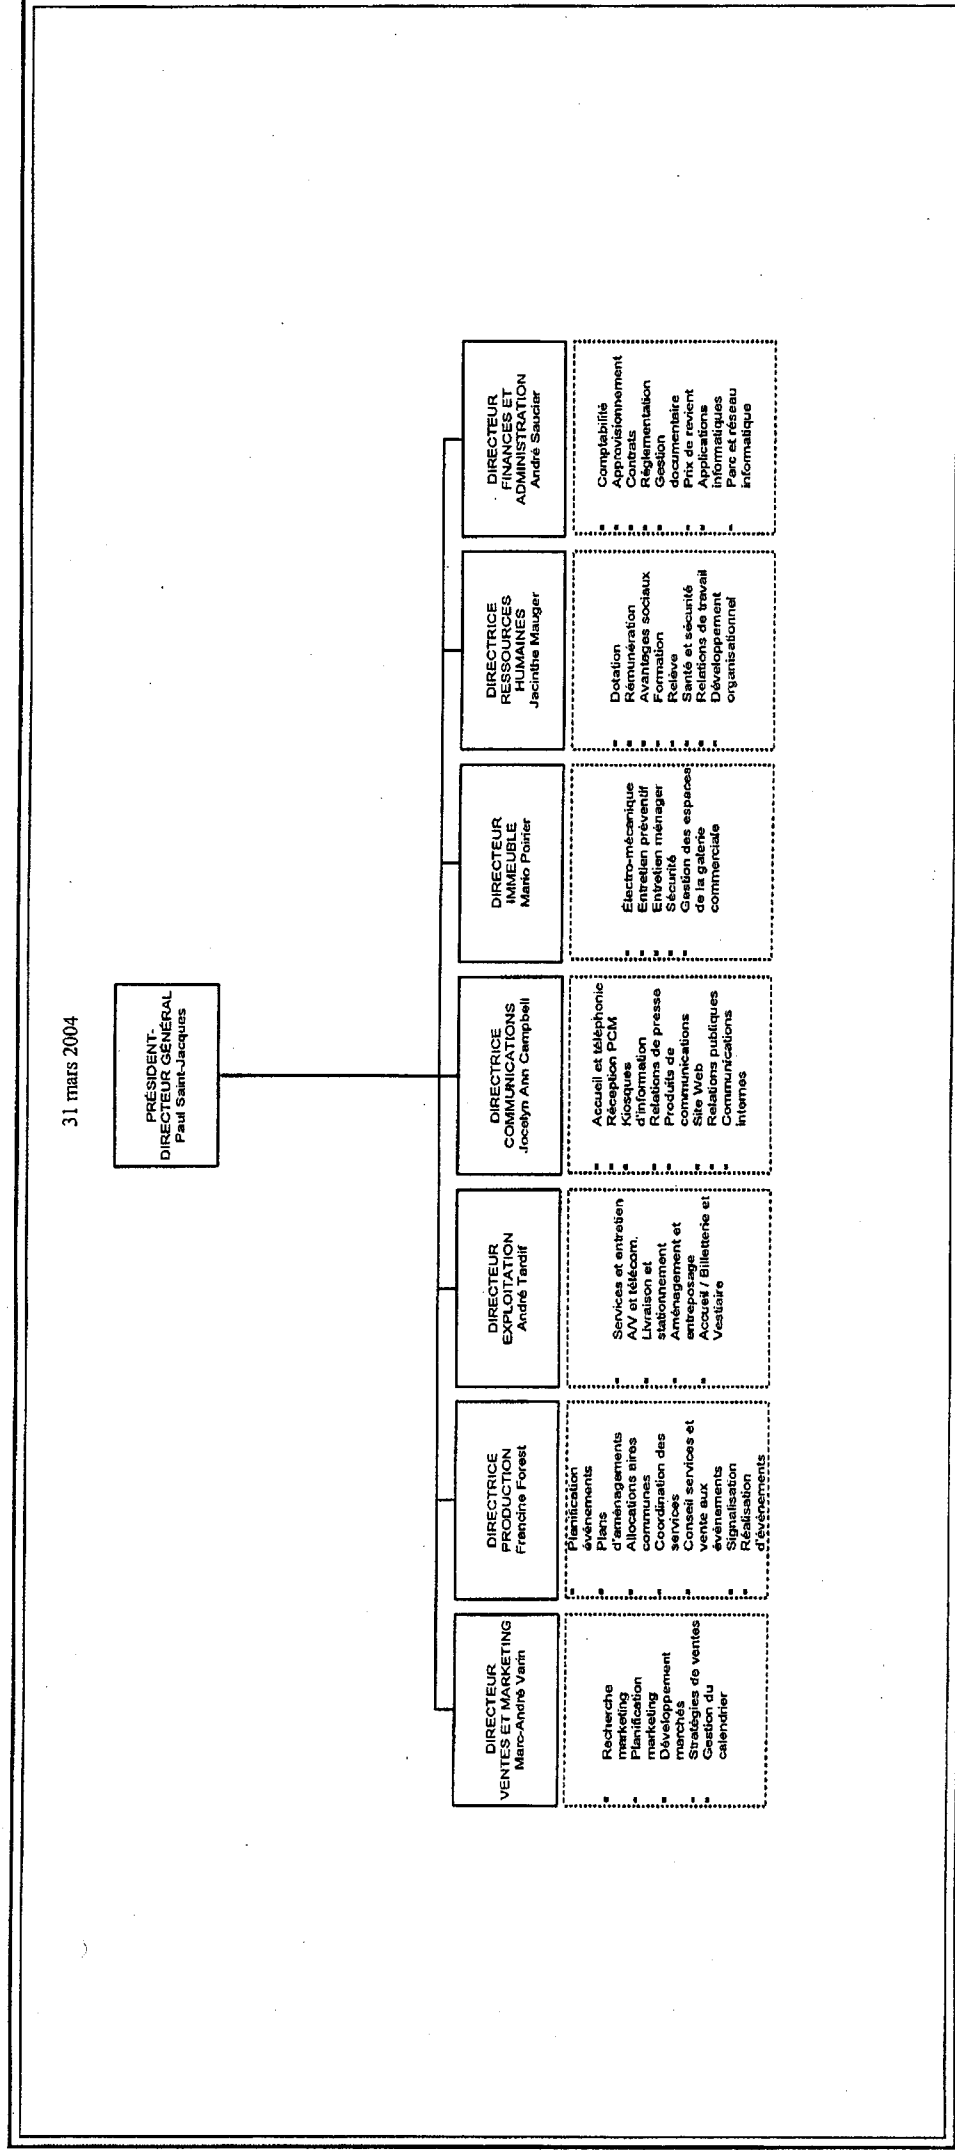 31 mars 2004
PRÉSIDENT-
DIRECTEUR GÉNÉRAL
Paul Saint-Jacques
DIRECTEUR
VENTES ET MARKETING
Marc-André Varin
▪ Recherche
marketing
▪ Planification
marketing
▪ Développement
marchés
▪ Stratégies de ventes
▪ Gestion du
calendrier
DIRECTRICE
PRODUCTION
Francine Forest
▪ Planification
événements
▪ Plans
d'aménagements
▪ Allocations aires
communes
▪ Coordination des
services
▪ Conseil services et
vente aux
événements
▪ Signalisation
▪ Réalisation
d'événements
DIRECTEUR
EXPLOITATION
André Tardif
▪ Services et entretien
A/V et télécom.
▪ Livraison et
stationnement
▪ Aménagement et
entreposage
▪ Accueil / Billetterie et
Vestiaire
DIRECTRICE
COMMUNICATIONS
Jocelyn Ann Campbell
▪ Accueil et téléphonie
▪ Réception PCM
▪ Kiosques
d'information
▪ Relations de presse
▪ Produits de
communications
▪ Site Web
▪ Relations publiques
▪ Communications
internes
DIRECTEUR
IMMEUBLE
Mario Poirier
▪ Électro-mécanique
▪ Entretien préventif
▪ Entretien ménager
▪ Sécurité
▪ Gestion des espaces
de la galerie
commerciale
DIRECTRICE
RESSOURCES
HUMAINES
Jacinthe Mauger
▪ Dotation
▪ Rémunération
▪ Avantages sociaux
▪ Formation
▪ Relève
▪ Santé et sécurité
▪ Relations de travail
▪ Développement
organisationnel
DIRECTEUR
FINANCES ET
ADMINISTRATION
André Saucier
▪ Comptabilité
▪ Approvisionnement
▪ Contrats
▪ Réglementation
▪ Gestion
documentaire
▪ Prix de revient
▪ Applications
informatiques
▪ Parc et réseau
informatique